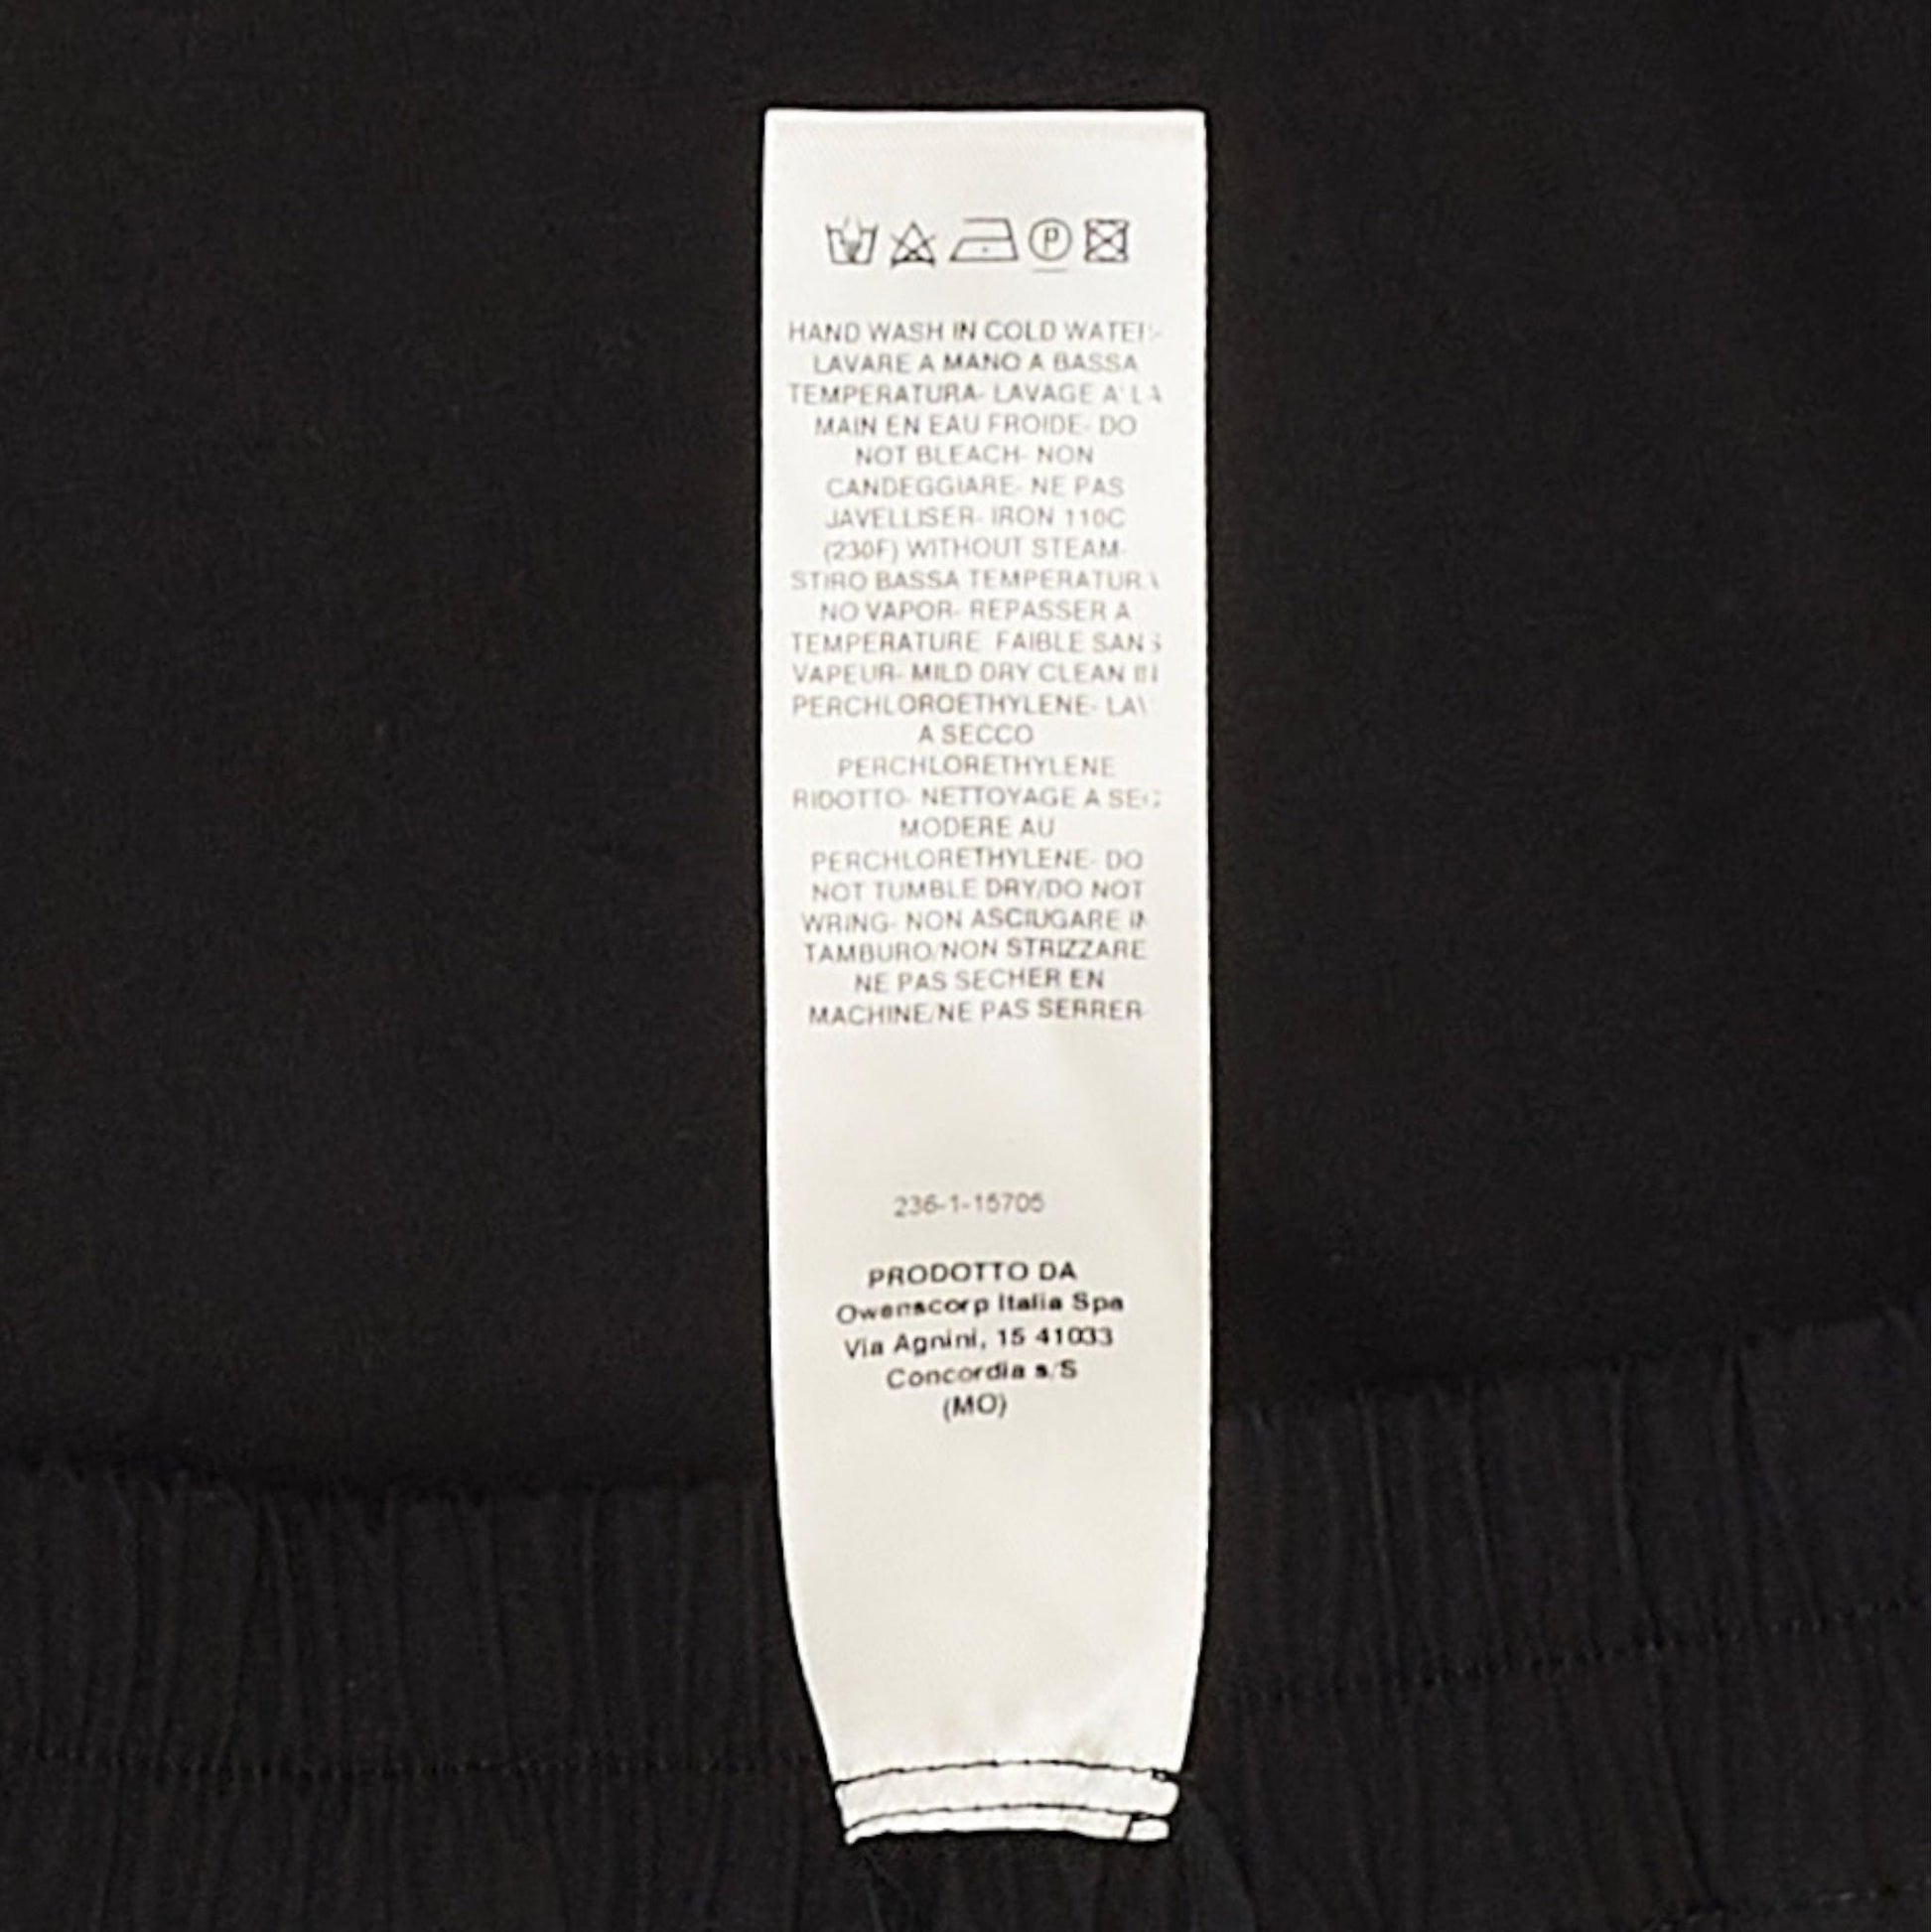 P
HAND WASH IN COLD WATER-
LAVARE A MANO A BASSA
TEMPERATURA- LAVAGE A' LA
MAIN EN EAU FROIDE- DO
NOT BLEACH- NON
CANDEGGIARE- NE PAS
JAVELLISER- IRON 110C
(230F) WITHOUT STEAM-
STIRO BASSA TEMPERATURA
NO VAPOR- REPASSER A
TEMPERATURE FAIBLE SANS
VAPEUR- MILD DRY CLEAN IN
PERCHLOROETHYLENE- LAV
A SECCO
PERCHLORETHYLENE
RIDOTTO- NETTOYAGE A SEC
MODERE AU
PERCHLORETHYLENE- DO
NOT TUMBLE DRY/DO NOT
WRING- NON ASCIUGARE IN
TAMBURO/NON STRIZZARE
NE PAS SECHER EN
MACHINE/NE PAS SERRER-
236-1-15705
PRODOTTO DA
Owenscorp Italia Spa
Via Agnini, 15 41033
Concordia s/S
(MO)